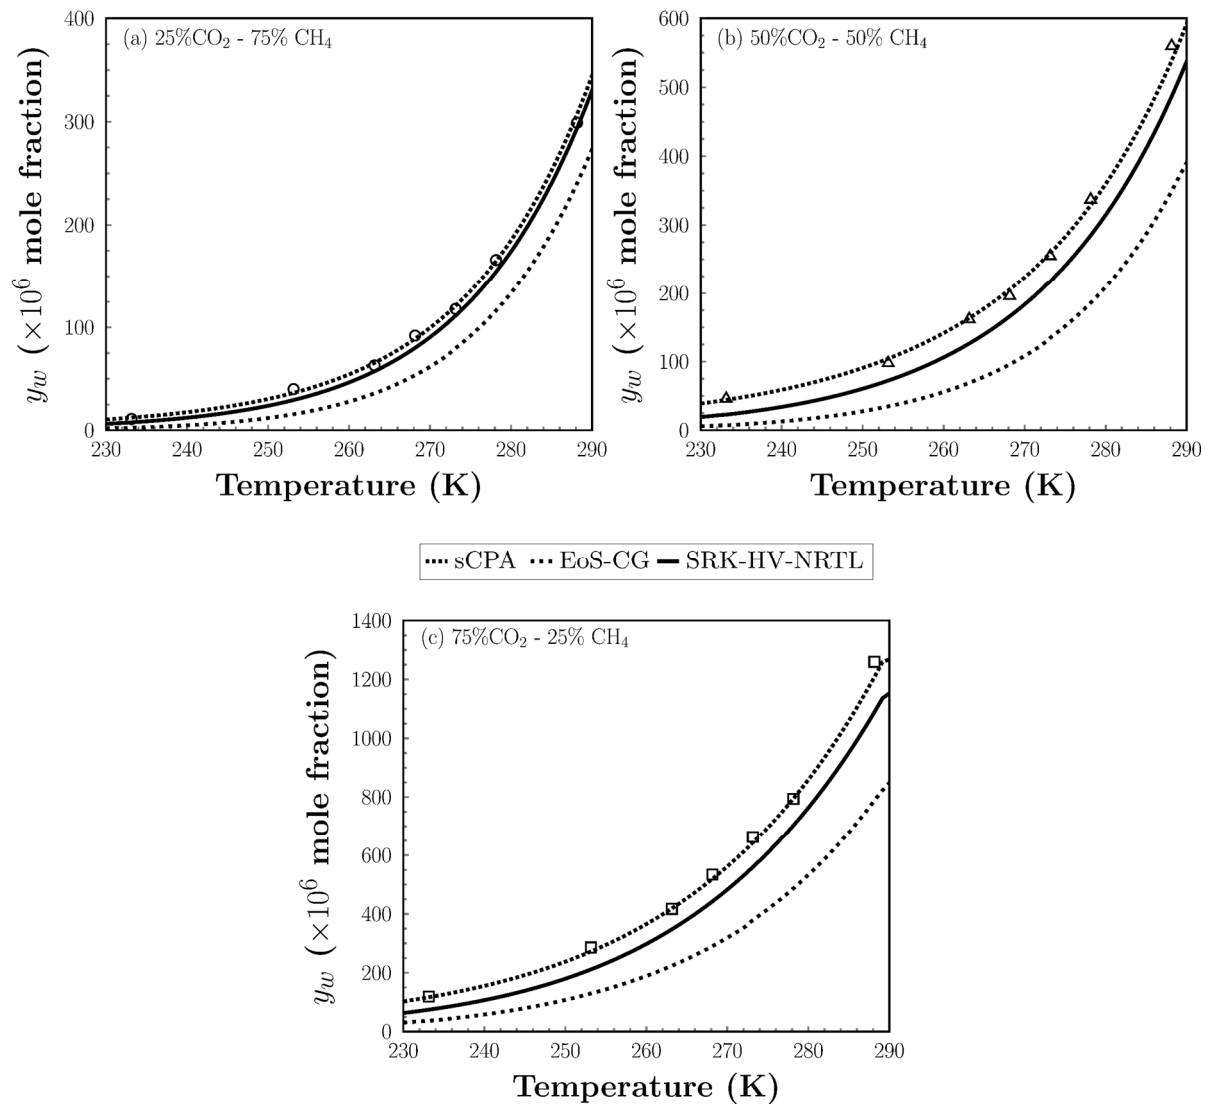 (a) 25%CO₂ - 75% CH₄
400
300
200
100
0
230 240 250 260 270 280 290
y_w (×10⁶ mole fraction)
Temperature (K)
(b) 50%CO₂ - 50% CH₄
600
500
400
300
200
100
0
230 240 250 260 270 280 290
y_w (×10⁶ mole fraction)
Temperature (K)
sCPA EoS-CG SRK-HV-NRTL
(c) 75%CO₂ - 25% CH₄
1400
1200
1000
800
600
400
200
0
230 240 250 260 270 280 290
y_w (×10⁶ mole fraction)
Temperature (K)